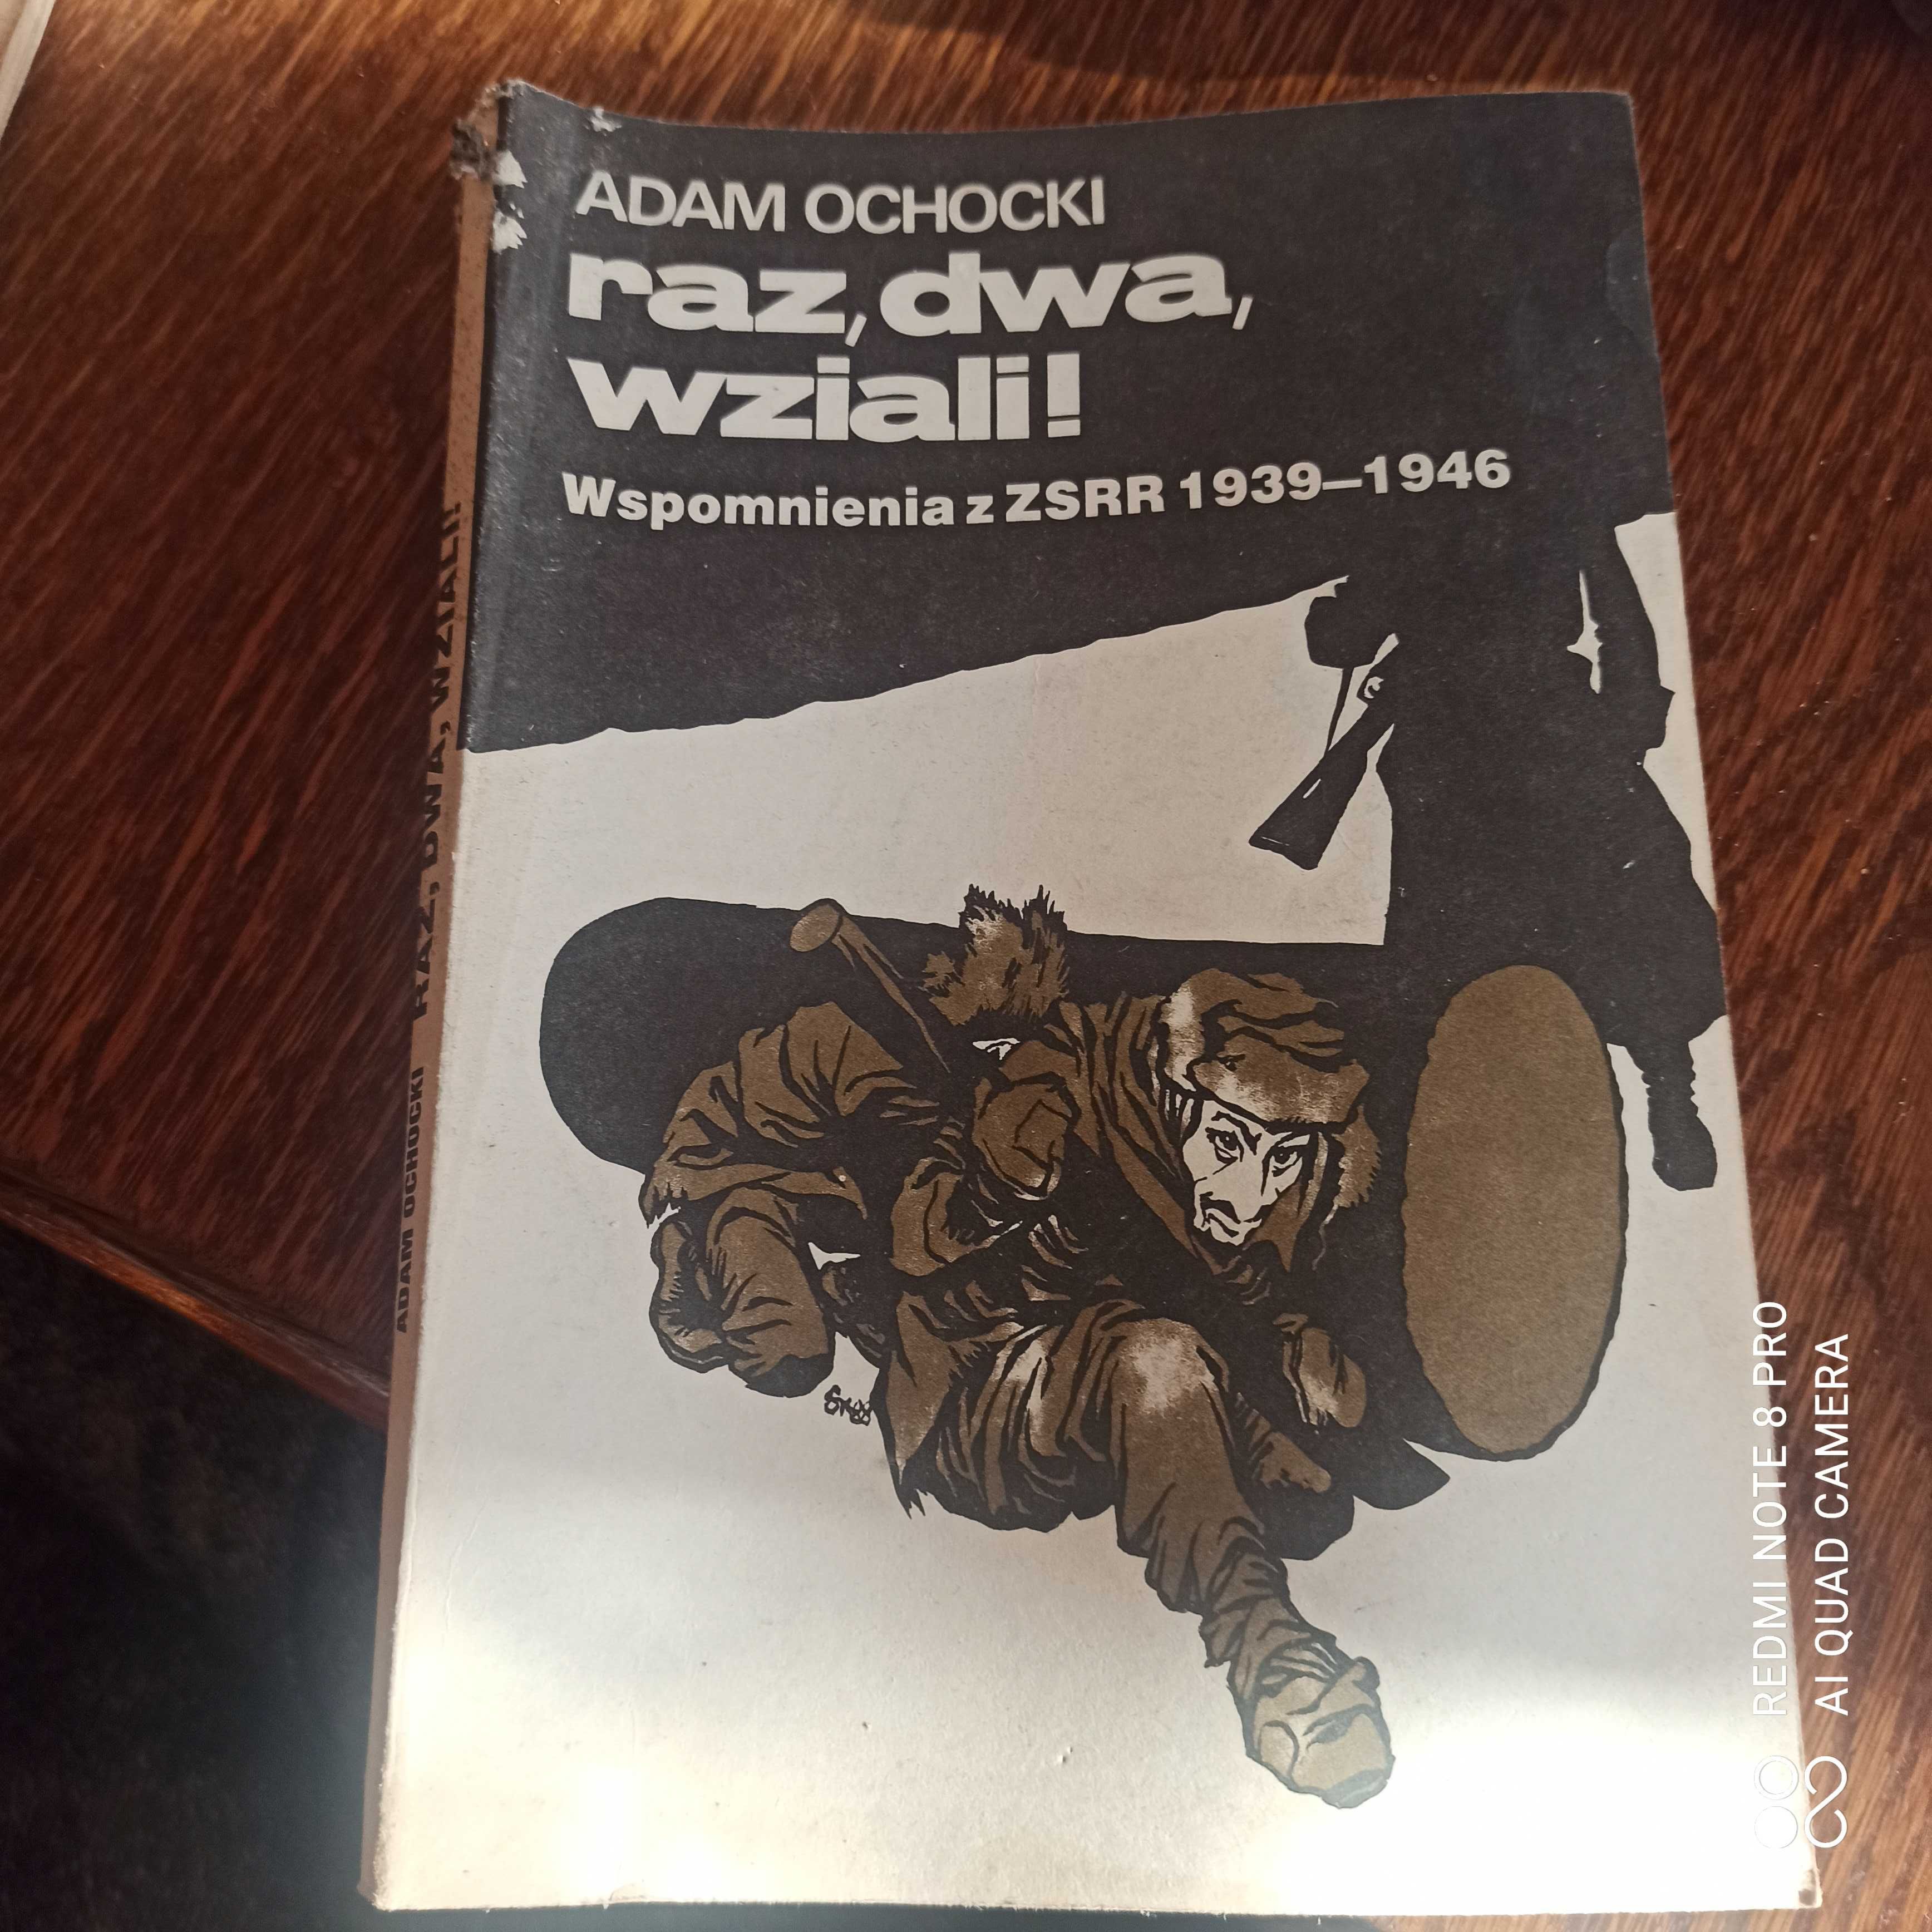 ADAM OCHOCKI
raz, dwa,
wziali!
Wspomnienia z ZSRR 1939–1946
ADAM OCHOCKI RAZ, DWA, WZIALI!
REDMI NOTE 8 PRO
AI QUAD CAMERA